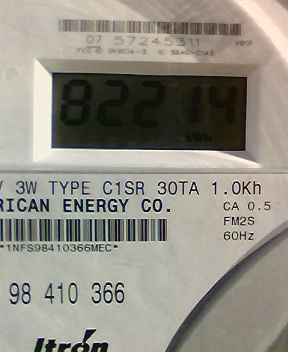 07 57245311
82214
kWh
V 3W TYPE C1SR 30TA 1.0Kh
RICAN ENERGY CO.
CA 0.5
FM2S
60Hz
*1NFS98410366MEC*
98 410 366
Itrón